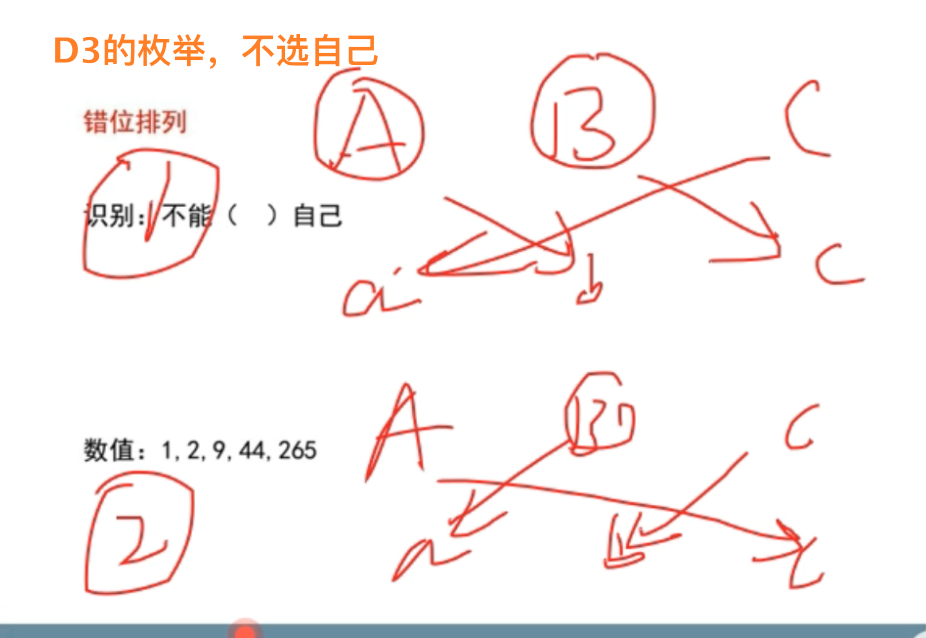 D3的枚举，不选自己
错位排列
A B C
1
识别：不能（ ）自己
a b c
A B C
数值：1,2,9,44,265
2
a b c